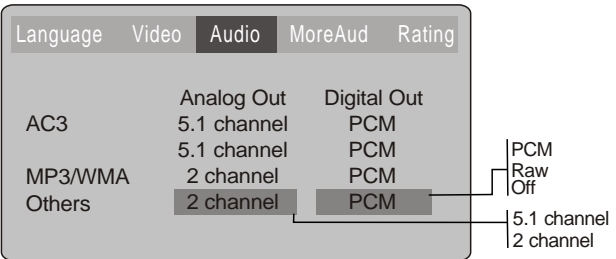 Language Video Audio MoreAud Rating
Analog Out Digital Out
AC3 5.1 channel PCM
5.1 channel PCM
MP3/WMA 2 channel PCM
Others 2 channel PCM
PCM
Raw
Off
5.1 channel
2 channel